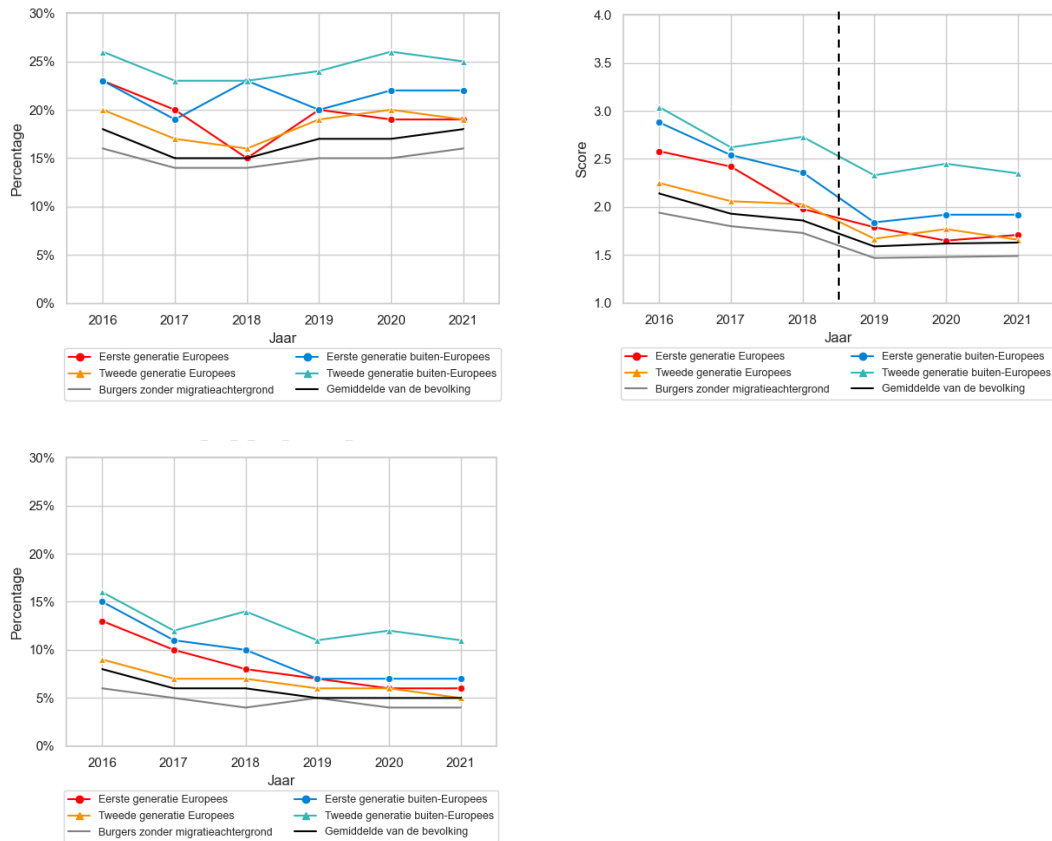 30%
25%
20%
15%
10%
5%
0%
Percentage
2016 2017 2018 2019 2020 2021
Jaar
Eerste generatie Europees Eerste generatie buiten-Europees
Tweede generatie Europees Tweede generatie buiten-Europees
Burgers zonder migratieachtergrond Gemiddelde van de bevolking
4.0
3.5
3.0
2.5
2.0
1.5
1.0
Score
2016 2017 2018 2019 2020 2021
Jaar
Eerste generatie Europees Eerste generatie buiten-Europees
Tweede generatie Europees Tweede generatie buiten-Europees
Burgers zonder migratieachtergrond Gemiddelde van de bevolking
30%
25%
20%
15%
10%
5%
0%
Percentage
2016 2017 2018 2019 2020 2021
Jaar
Eerste generatie Europees Eerste generatie buiten-Europees
Tweede generatie Europees Tweede generatie buiten-Europees
Burgers zonder migratieachtergrond Gemiddelde van de bevolking